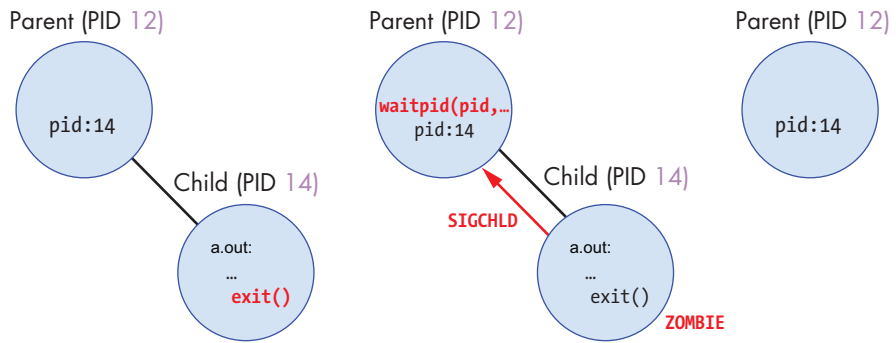 Parent (PID 12)
pid:14
Child (PID 14)
a.out:
…
exit()
Parent (PID 12)
waitpid(pid,…
pid:14
Child (PID 14)
SIGCHLD
a.out:
…
exit()
ZOMBIE
Parent (PID 12)
pid:14